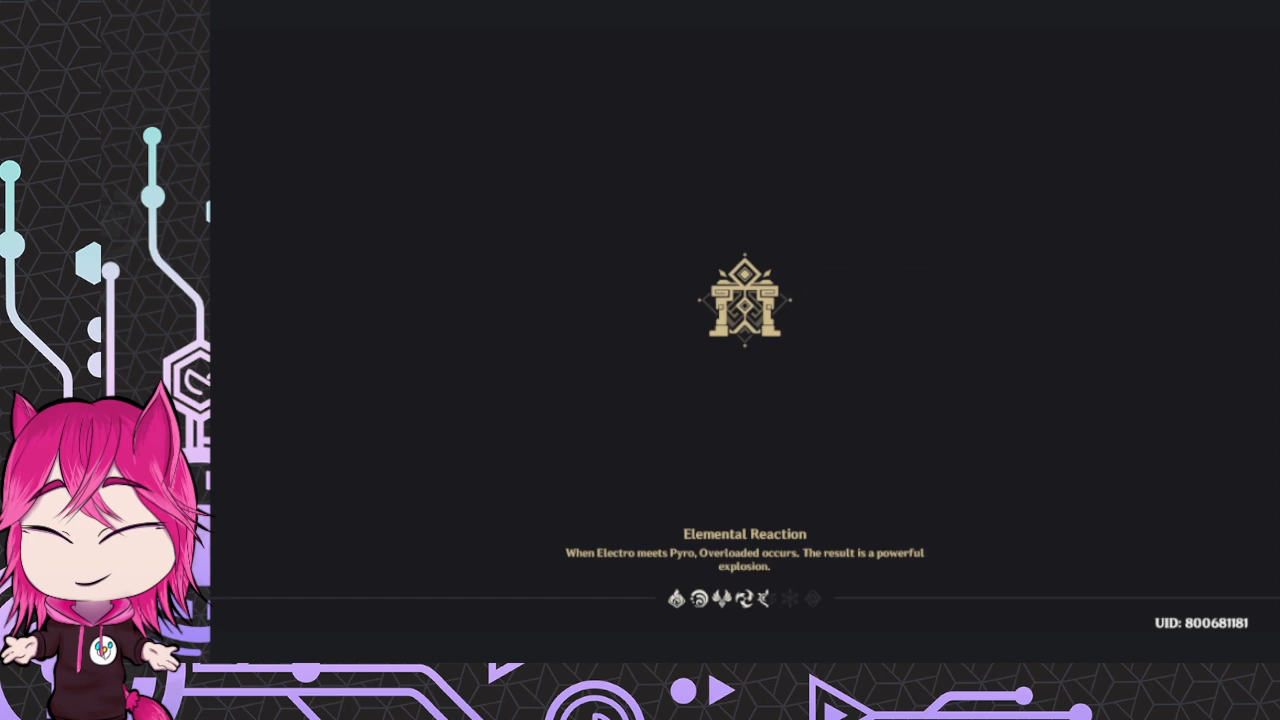 Elemental Reaction
When Electro meets Pyro, Overloaded occurs. The result is a powerful
explosion.
UID: 800681181